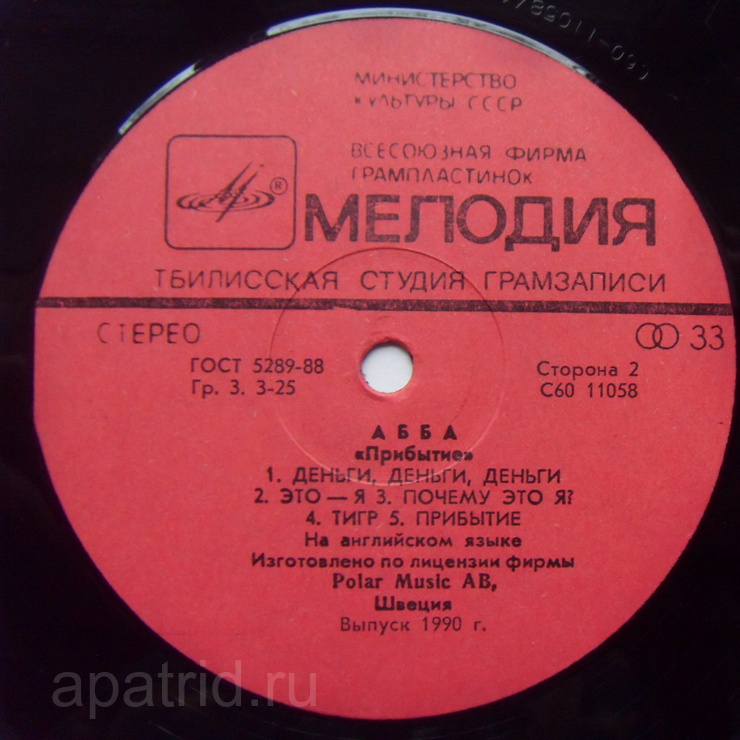 С60-11058/
МИНИСТЕРСТВО
КУЛЬТУРЫ СССР
ВСЕСОЮЗНАЯ ФИРМА
ГРАМПЛАСТИНОК
®
МЕЛОДИЯ
ТБИЛИССКАЯ СТУДИЯ ГРАМЗАПИСИ
СТЕРЕО
33
ГОСТ 5289-88
Гр. 3. 3-25
Сторона 2
С60 11058
АББА
«Прибытие»
1. ДЕНЬГИ, ДЕНЬГИ, ДЕНЬГИ
2. ЭТО — Я 3. ПОЧЕМУ ЭТО Я?
4. ТИГР 5. ПРИБЫТИЕ
На английском языке
Изготовлено по лицензии фирмы
Polar Music AB,
Швеция
Выпуск 1990 г.
apatrid.ru